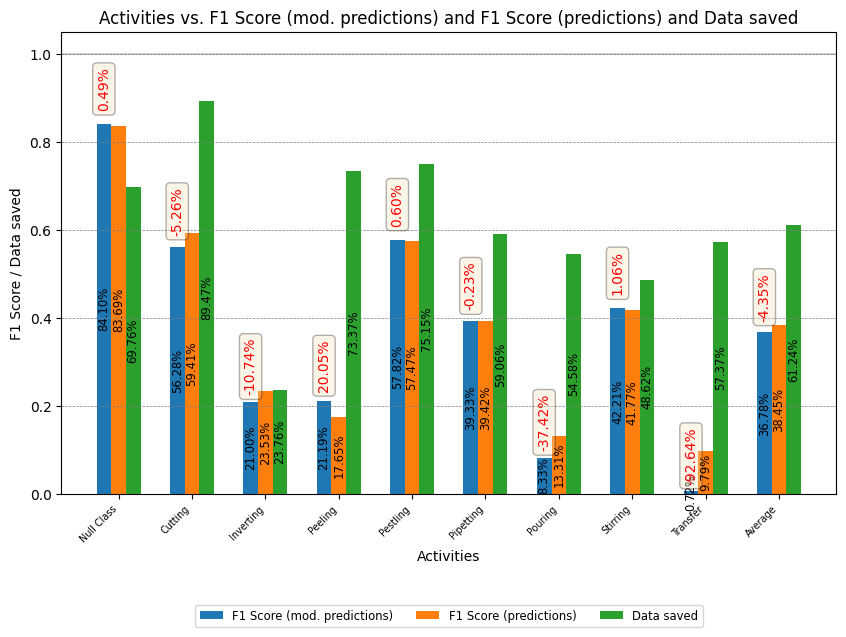 Activities vs. F1 Score (mod. predictions) and F1 Score (predictions) and Data saved
F1 Score / Data saved
1.0
0.8
0.6
0.4
0.2
0.0
0.49%
84.10%
83.69%
69.76%
-5.26%
56.28%
59.41%
89.47%
-10.74%
21.00%
23.53%
23.76%
20.05%
21.19%
17.65%
73.37%
0.60%
57.82%
57.47%
75.15%
-0.23%
39.33%
39.42%
59.06%
-37.42%
8.33%
13.31%
54.58%
1.06%
42.21%
41.77%
48.62%
-92.64%
0.72%
9.79%
57.37%
-4.35%
36.78%
38.45%
61.24%
Null Class
Cutting
Inverting
Peeling
Pestling
Pipetting
Pouring
Stirring
Transfer
Average
Activities
F1 Score (mod. predictions)
F1 Score (predictions)
Data saved